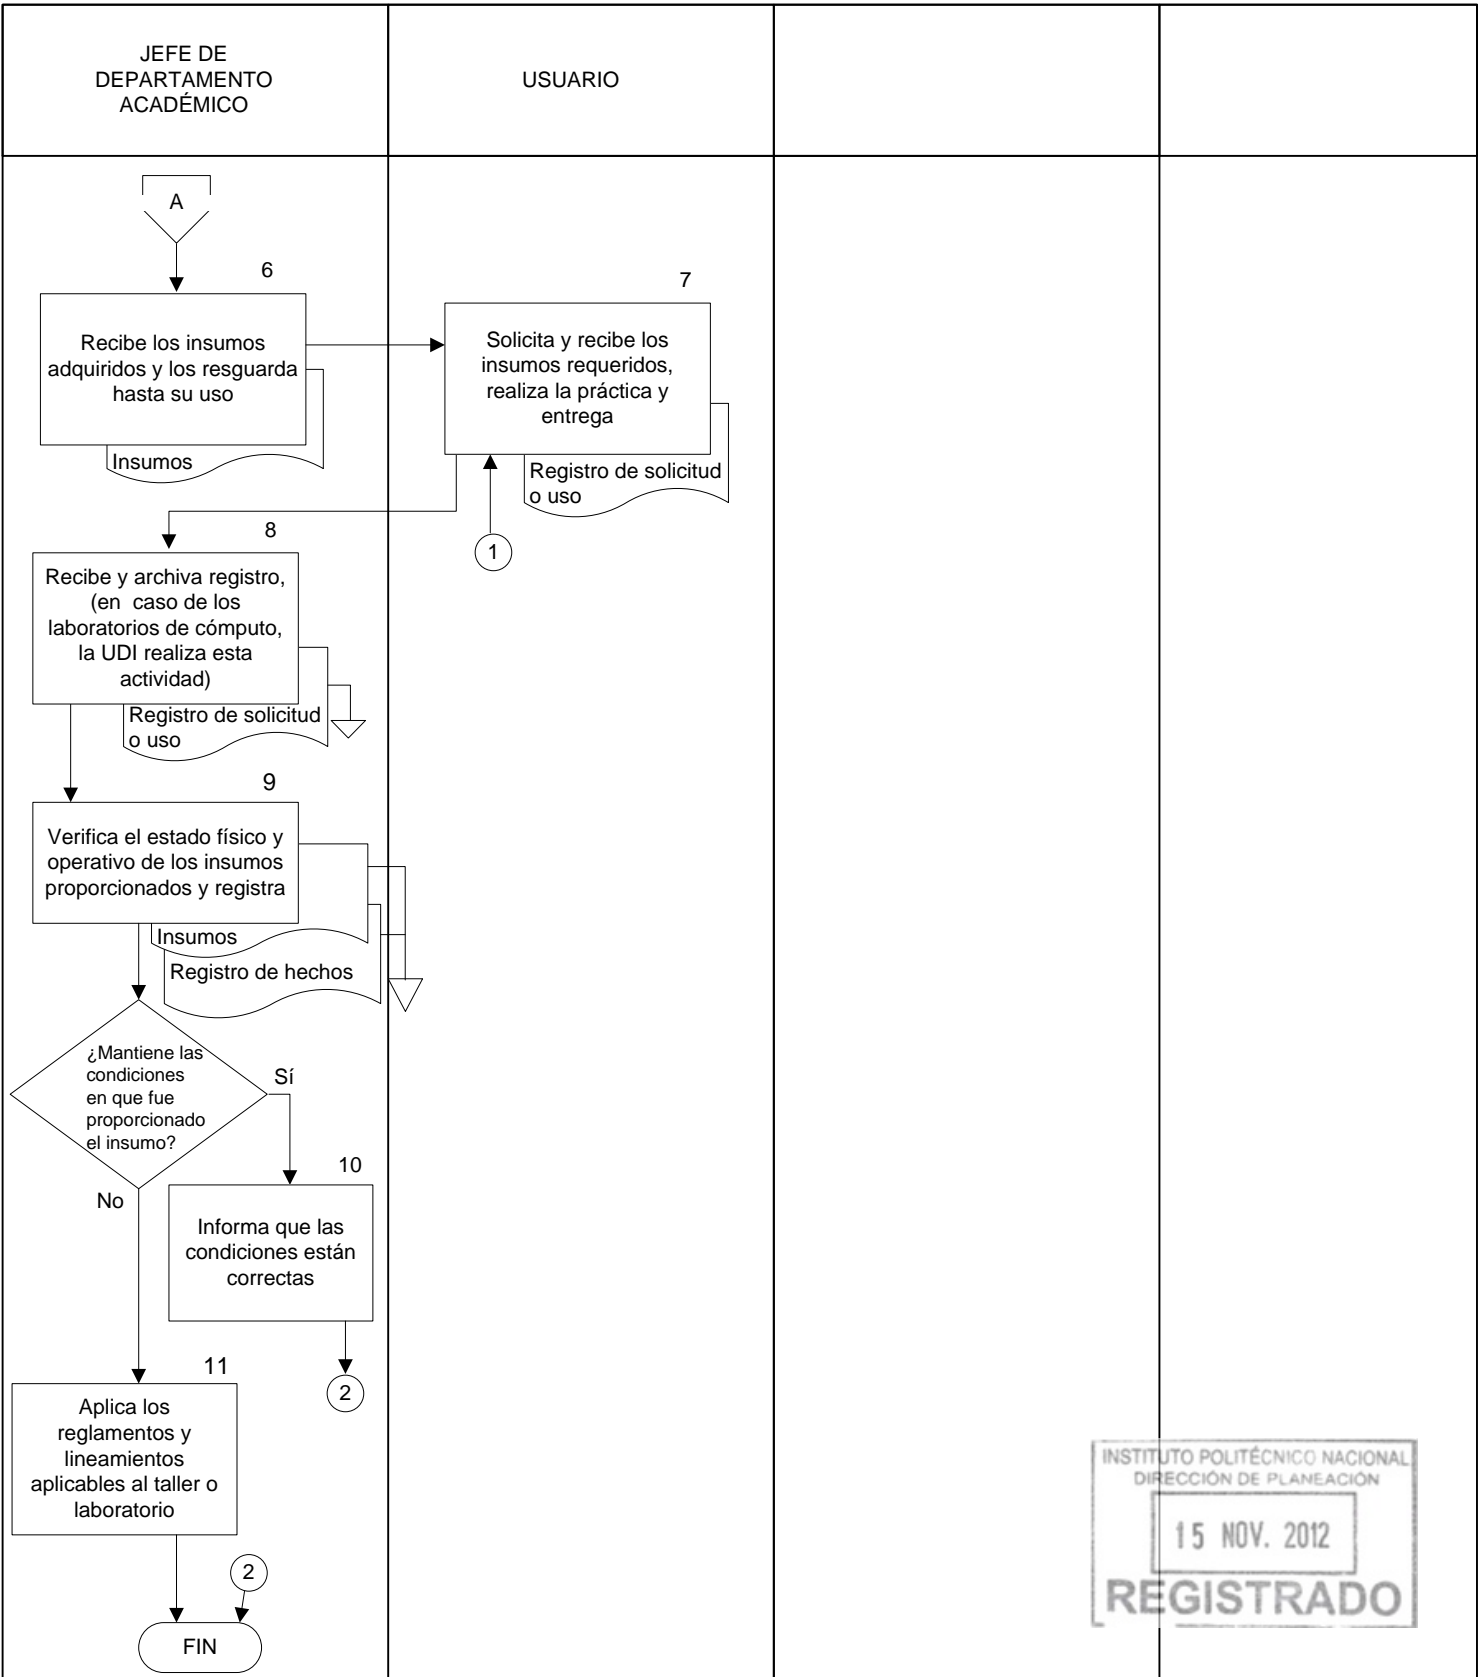 JEFE DE
DEPARTAMENTO
ACADÉMICO
USUARIO
A
6
Recibe los insumos
adquiridos y los resguarda
hasta su uso
Insumos
7
Solicita y recibe los
insumos requeridos,
realiza la práctica y
entrega
Registro de solicitud
o uso
1
8
Recibe y archiva registro,
(en caso de los
laboratorios de cómputo,
la UDI realiza esta
actividad)
Registro de solicitud
o uso
9
Verifica el estado físico y
operativo de los insumos
proporcionados y registra
Insumos
Registro de hechos
¿Mantiene las
condiciones
en que fue
proporcionado
el insumo?
Sí
No
10
Informa que las
condiciones están
correctas
2
11
Aplica los
reglamentos y
lineamientos
aplicables al taller o
laboratorio
2
FIN
INSTITUTO POLITÉCNICO NACIONAL
DIRECCIÓN DE PLANEACIÓN
15 NOV. 2012
REGISTRADO